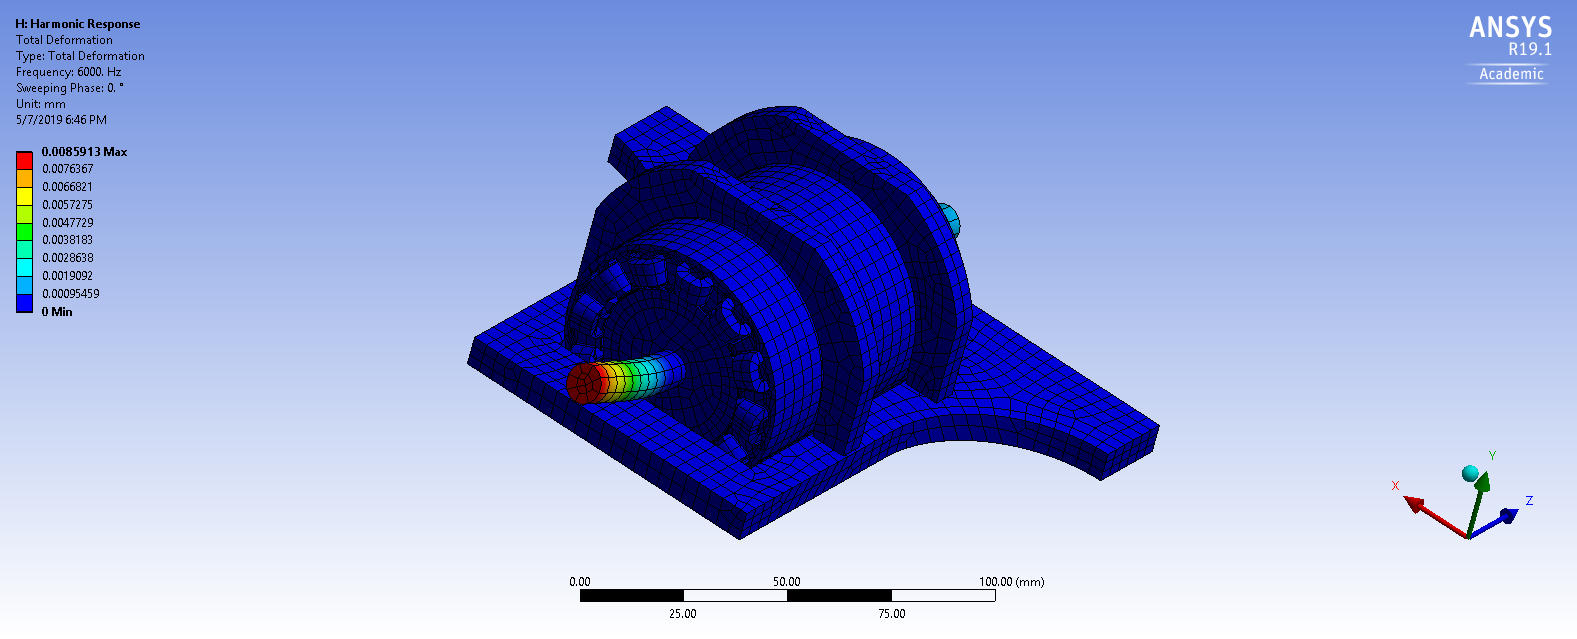 H: Harmonic Response
Total Deformation
Type: Total Deformation
Frequency: 6000. Hz
Sweeping Phase: 0. °
Unit: mm
5/7/2019 6:46 PM
0.0085913 Max
0.0076367
0.0066821
0.0057275
0.0047729
0.0038183
0.0028638
0.0019092
0.00095459
0 Min
ANSYS
R19.1
Academic
Y
X
Z
0.00 50.00 100.00 (mm)
25.00 75.00